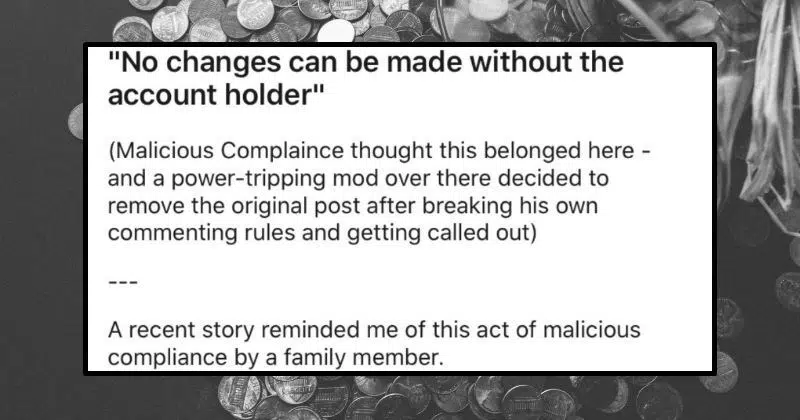 "No changes can be made without the
account holder"
(Malicious Complaince thought this belonged here -
and a power-tripping mod over there decided to
remove the original post after breaking his own
commenting rules and getting called out)
---
A recent story reminded me of this act of malicious
compliance by a family member.